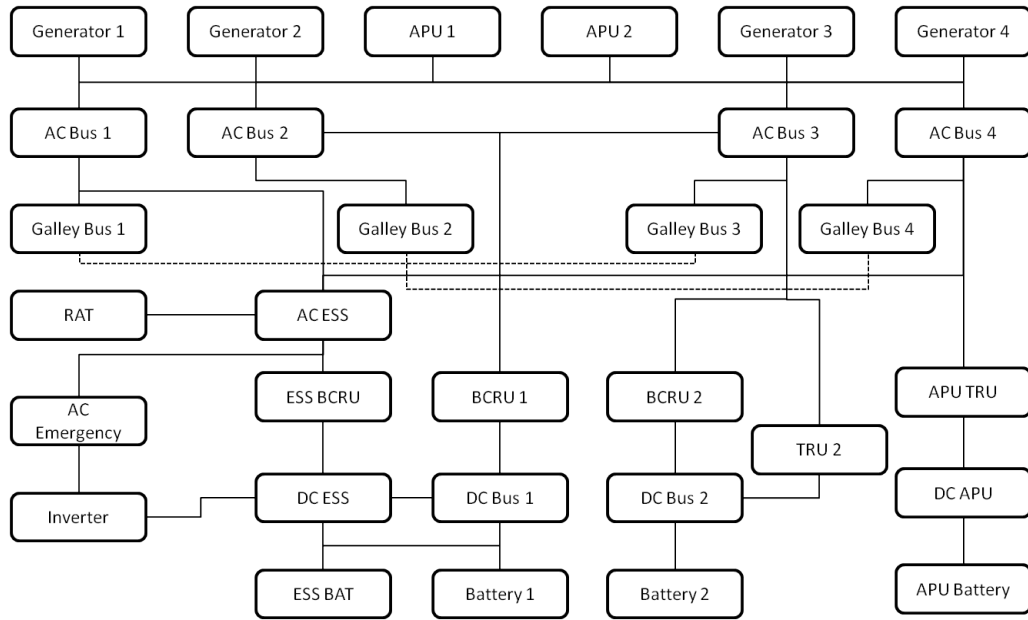 Generator 1
Generator 2
APU 1
APU 2
Generator 3
Generator 4
AC Bus 1
AC Bus 2
AC Bus 3
AC Bus 4
Galley Bus 1
Galley Bus 2
Galley Bus 3
Galley Bus 4
RAT
AC ESS
ESS BCRU
BCRU 1
BCRU 2
APU TRU
AC
Emergency
TRU 2
Inverter
DC ESS
DC Bus 1
DC Bus 2
DC APU
ESS BAT
Battery 1
Battery 2
APU Battery